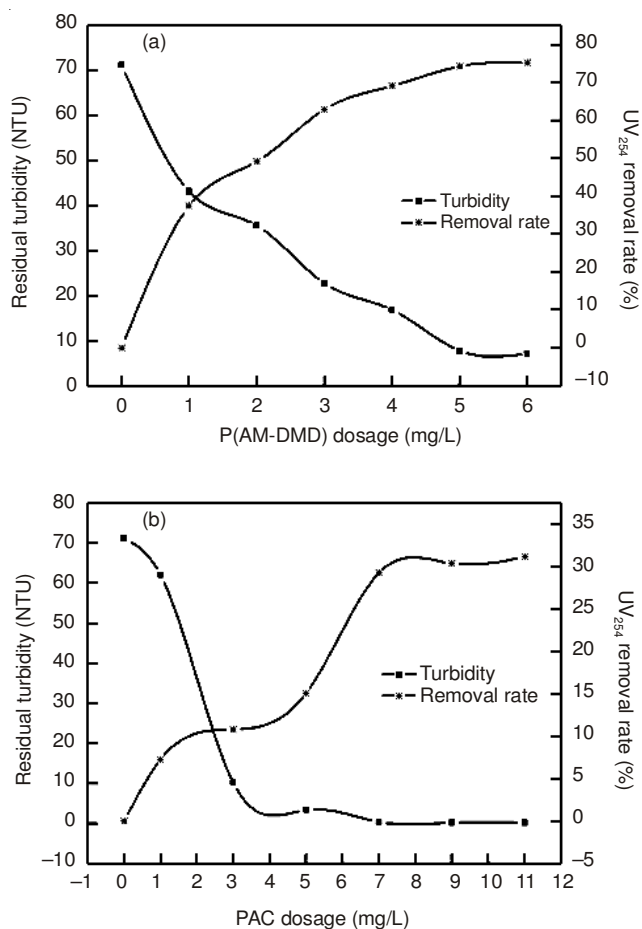 (a)
80
70
60
50
40
30
20
10
0
Residual turbidity (NTU)
80
70
60
50
40
30
20
10
0
–10
UV254 removal rate (%)
Turbidity
Removal rate
0 1 2 3 4 5 6
P(AM-DMD) dosage (mg/L)
(b)
80
70
60
50
40
30
20
10
0
–10
Residual turbidity (NTU)
35
30
25
20
15
10
5
0
–5
UV254 removal rate (%)
Turbidity
Removal rate
–1 0 1 2 3 4 5 6 7 8 9 10 11 12
PAC dosage (mg/L)